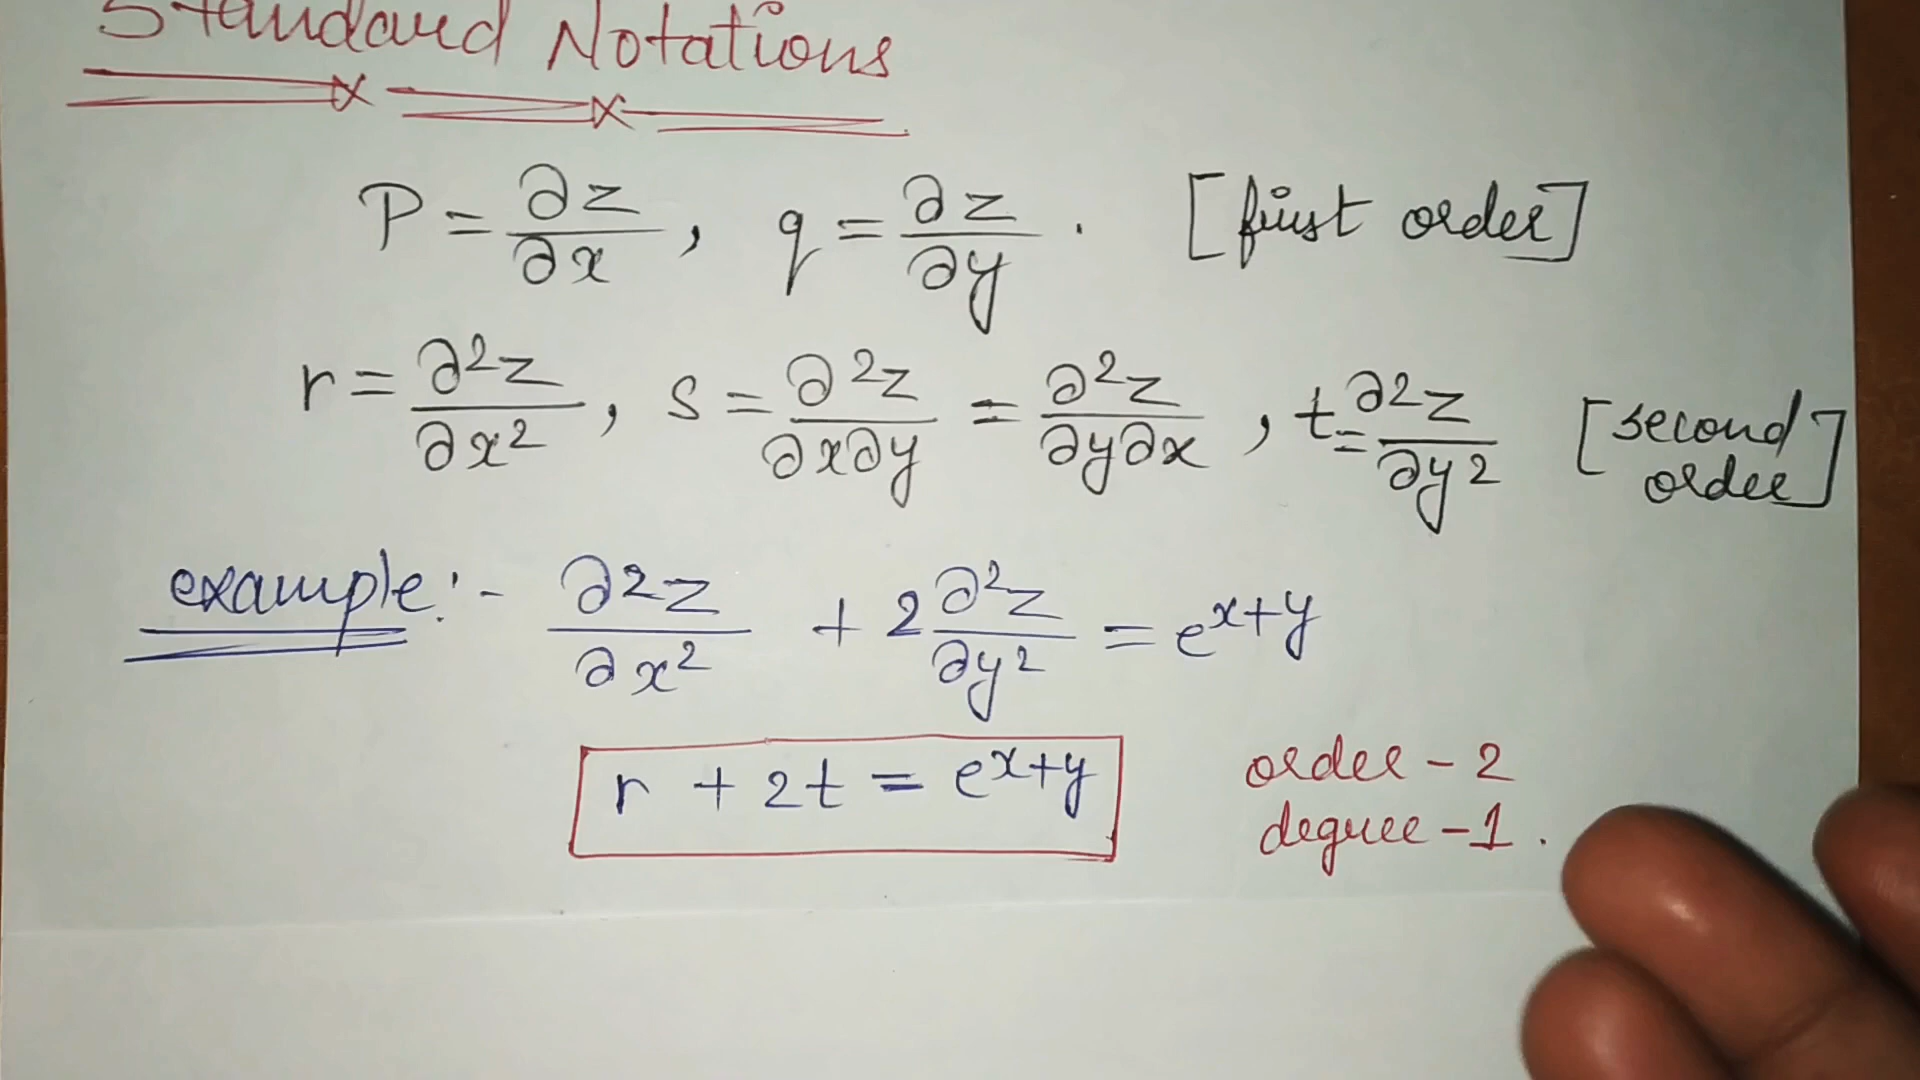 Standard Notations
P = ∂z/∂x , q = ∂z/∂y . [first order]
r = ∂²z/∂x² , s = ∂²z/∂x∂y = ∂²z/∂y∂x , t = ∂²z/∂y² [second order]
example:- ∂²z/∂x² + 2 ∂²z/∂y² = e^(x+y)
r + 2t = e^(x+y) order - 2
degree - 1 .